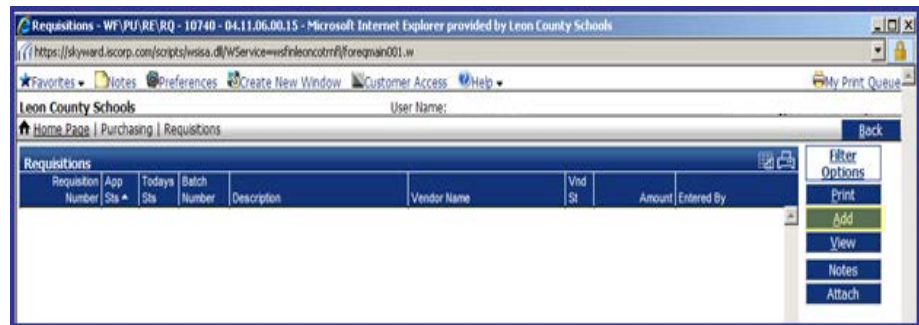 Requisitions - WF\PU\RE\RQ - 10740 - 04.11.06.00.15 - Microsoft Internet Explorer provided by Leon County Schools
https://skyward.iscorp.com/scripts/wsisa.dll/WService=wsfinleoncotrnfl/foreqmain001.w
Favorites Notes Preferences Create New Window Customer Access Help My Print Queue
Leon County Schools User Name:
Home Page | Purchasing | Requisitions Back
Requisitions
Requisition Number App Sts Todays Sts Batch Number Description Vendor Name Vnd St Amount Entered By
Filter Options
Print
Add
View
Notes
Attach